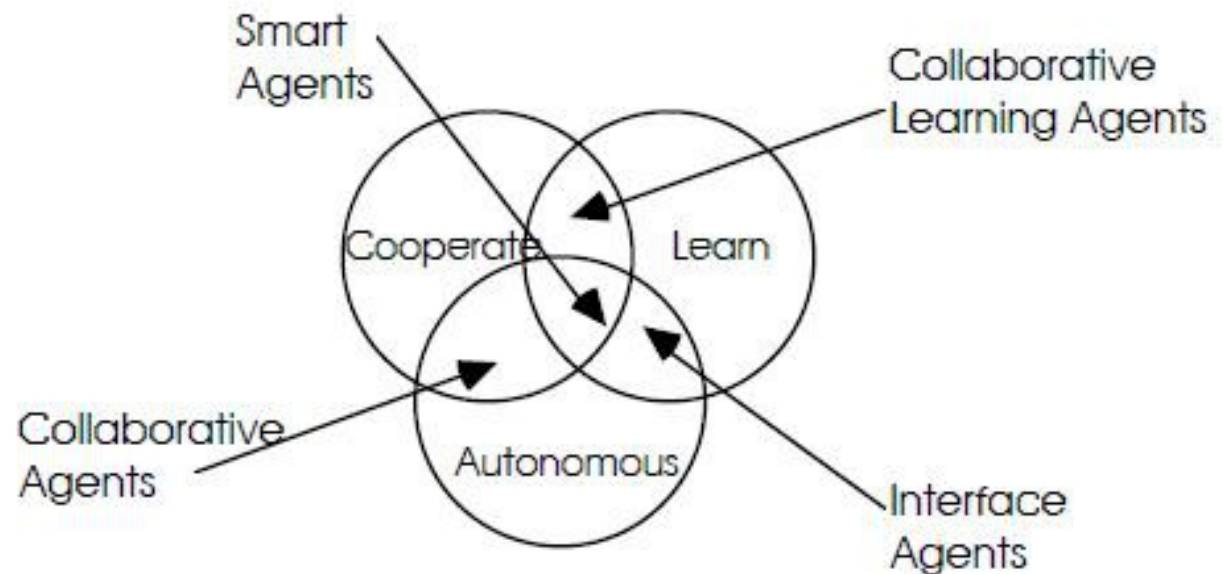 Smart
Agents
Collaborative
Learning Agents
Cooperate
Learn
Collaborative
Agents
Autonomous
Interface
Agents